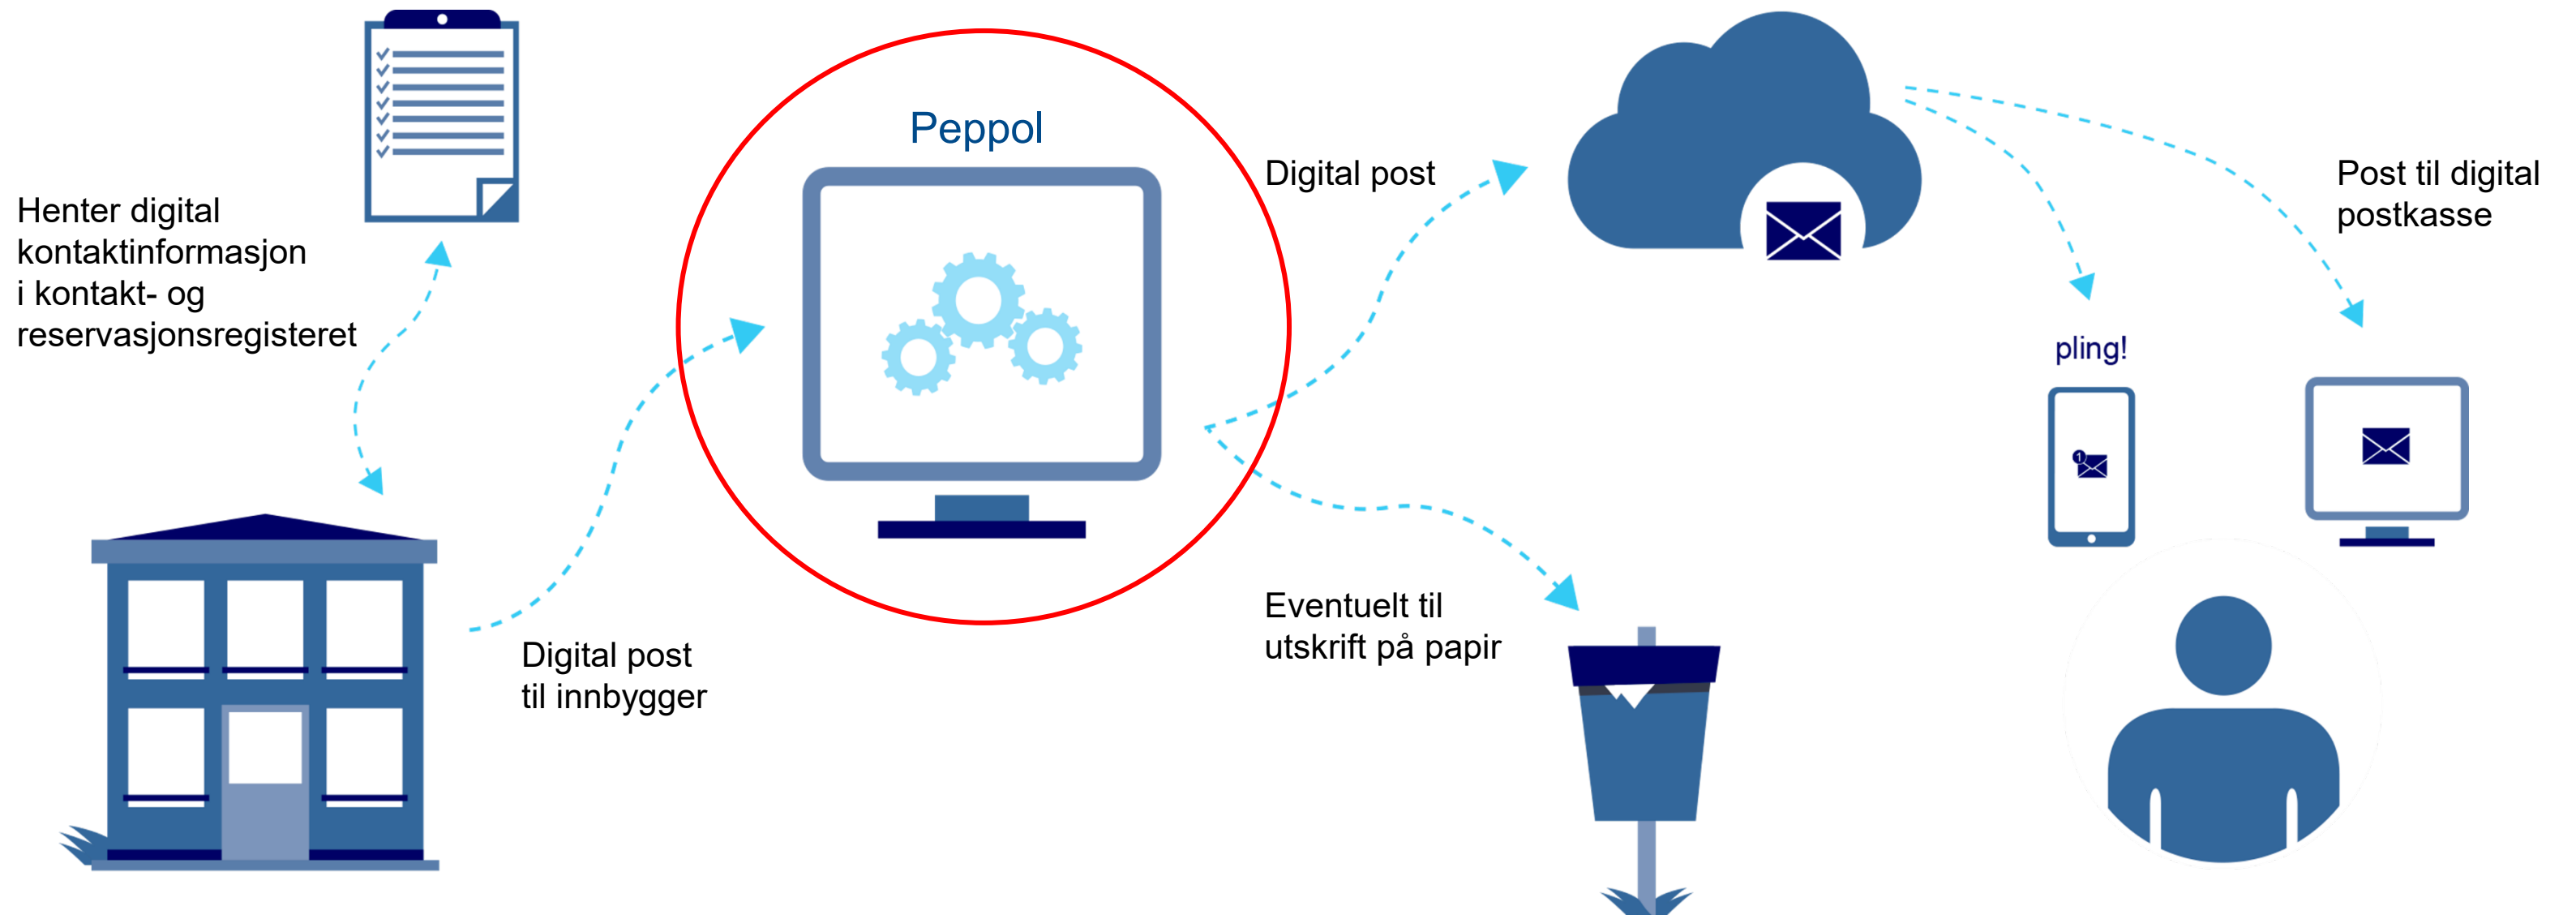 Henter digital
kontaktinformasjon
i kontakt- og
reservasjonsregisteret
Digital post
til innbygger
Peppol
Digital post
Eventuelt til
utskrift på papir
Post til digital
postkasse
pling!
1